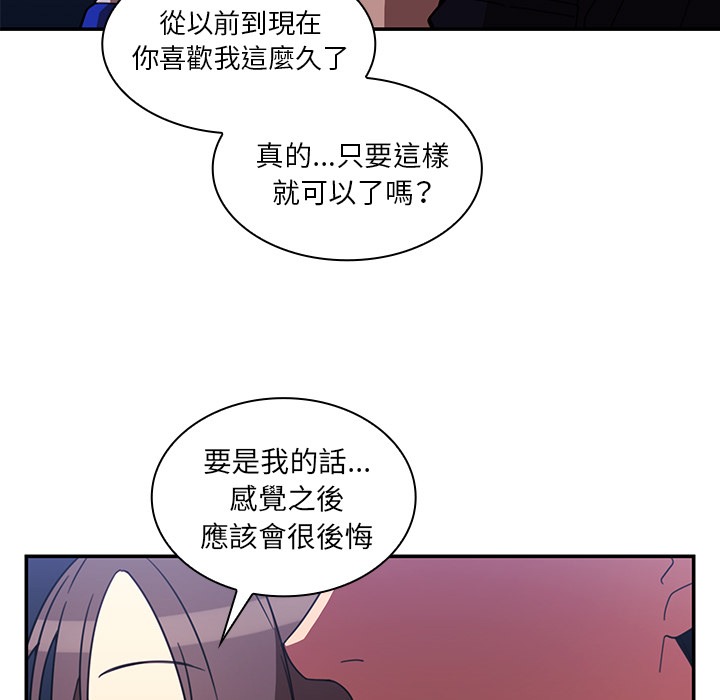 從以前到現在
你喜歡我這麼久了
真的...只要這樣
就可以了嗎?
要是我的話...
感覺之後
應該會很後悔